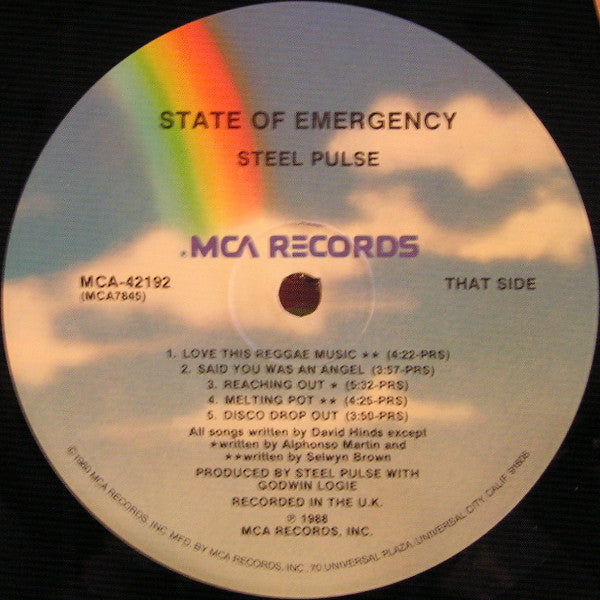 STATE OF EMERGENCY
STEEL PULSE
MCA RECORDS
MCA-42192
(MCA7845)
THAT SIDE
1. LOVE THIS REGGAE MUSIC ** (4:22-PRS)
2. SAID YOU WAS AN ANGEL (3:57-PRS)
3. REACHING OUT * (5:32-PRS)
4. MELTING POT ** (4:25-PRS)
5. DISCO DROP OUT (3:50-PRS)
All songs written by David Hinds except
*written by Alphonso Martin and
**written by Selwyn Brown
PRODUCED BY STEEL PULSE WITH
GODWIN LOGIE
RECORDED IN THE U.K.
℗ 1988
MCA RECORDS, INC.
© 1980 MCA RECORDS, INC. MFD. BY MCA RECORDS, INC., 70 UNIVERSAL PLAZA, UNIVERSAL CITY, CALIF. 91608